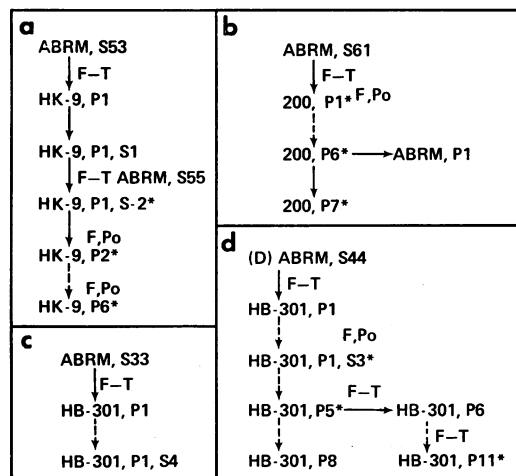 a
ABRM, S53
F-T
HK-9, P1
HK-9, P1, S1
F-T ABRM, S55
HK-9, P1, S-2*
F,Po
HK-9, P2*
F,Po
HK-9, P6*
b
ABRM, S61
F-T
200, P1* F,Po
200, P6* ABRM, P1
200, P7*
c
ABRM, S33
F-T
HB-301, P1
HB-301, P1, S4
d
(D) ABRM, S44
F-T
HB-301, P1
F,Po
HB-301, P1, S3*
F-T
HB-301, P5* HB-301, P6
F-T
HB-301, P8 HB-301, P11*